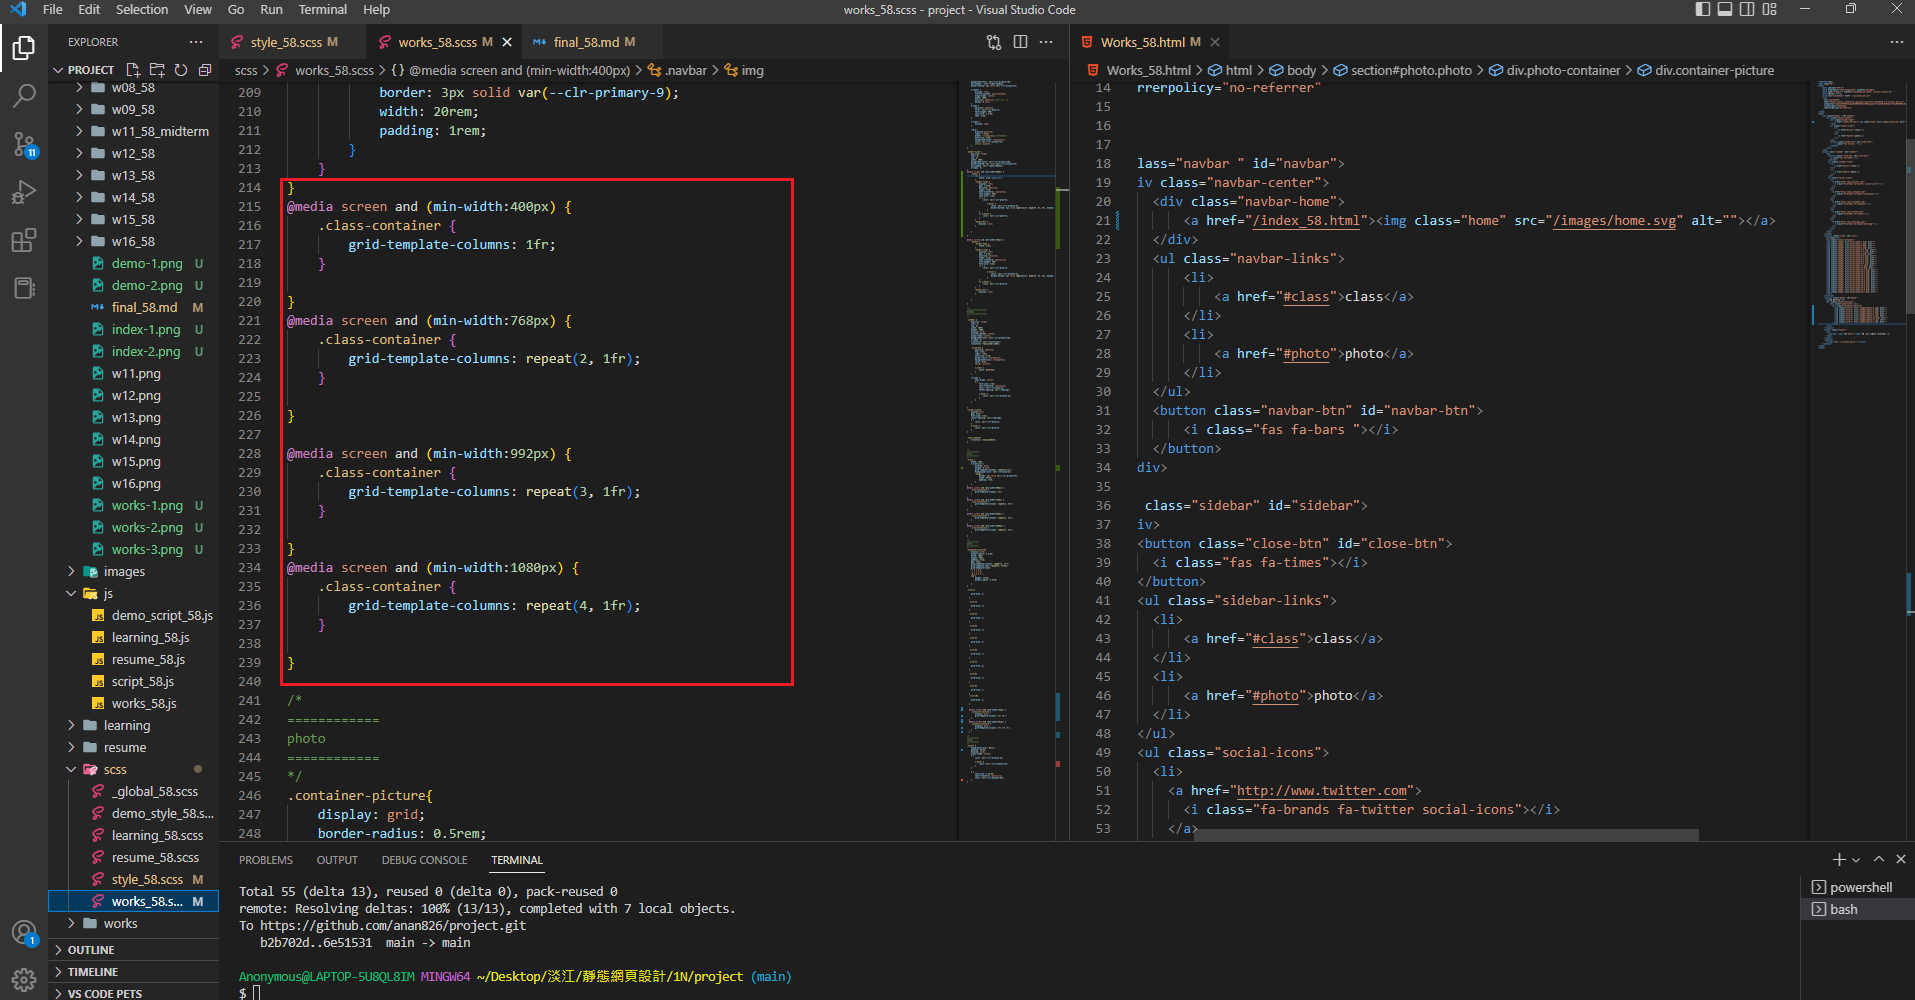 File Edit Selection View Go Run Terminal Help
works_58.scss - project - Visual Studio Code
EXPLORER
PROJECT
w08_58
w09_58
w11_58_midterm
w12_58
w13_58
w14_58
w15_58
w16_58
demo-1.png U
demo-2.png U
final_58.md M
index-1.png U
index-2.png U
w11.png
w12.png
w13.png
w14.png
w15.png
w16.png
works-1.png U
works-2.png U
works-3.png U
images
js
demo_script_58.js
learning_58.js
resume_58.js
script_58.js
works_58.js
learning
resume
scss
_global_58.scss
demo_style_58.s...
learning_58.scss
resume_58.scss
style_58.scss M
works_58.s... M
works
OUTLINE
TIMELINE
VS CODE PETS
11
1
style_58.scss M
works_58.scss M
final_58.md M
scss > works_58.scss > {} @media screen and (min-width:400px) > .navbar > img
209 border: 3px solid var(--clr-primary-9);
210 width: 20rem;
211 padding: 1rem;
212 }
213 }
214 }
215 @media screen and (min-width:400px) {
216 .class-container {
217 grid-template-columns: 1fr;
218 }
219
220 }
221 @media screen and (min-width:768px) {
222 .class-container {
223 grid-template-columns: repeat(2, 1fr);
224 }
225
226 }
227
228 @media screen and (min-width:992px) {
229 .class-container {
230 grid-template-columns: repeat(3, 1fr);
231 }
232
233 }
234 @media screen and (min-width:1080px) {
235 .class-container {
236 grid-template-columns: repeat(4, 1fr);
237 }
238
239 }
240
241 /*
242 ============
243 photo
244 ============
245 */
246 .container-picture{
247 display: grid;
248 border-radius: 0.5rem;
Works_58.html M
Works_58.html > html > body > section#photo.photo > div.photo-container > div.container-picture
14 rrerpolicy="no-referrer"
15
16
17
18 lass="navbar " id="navbar">
19 iv class="navbar-center">
20 <div class="navbar-home">
21 <a href="/index_58.html"><img class="home" src="/images/home.svg" alt=""></a>
22 </div>
23 <ul class="navbar-links">
24 <li>
25 <a href="#class">class</a>
26 </li>
27 <li>
28 <a href="#photo">photo</a>
29 </li>
30 </ul>
31 <button class="navbar-btn" id="navbar-btn">
32 <i class="fas fa-bars "></i>
33 </button>
34 div>
35
36 class="sidebar" id="sidebar">
37 iv>
38 <button class="close-btn" id="close-btn">
39 <i class="fas fa-times"></i>
40 </button>
41 <ul class="sidebar-links">
42 <li>
43 <a href="#class">class</a>
44 </li>
45 <li>
46 <a href="#photo">photo</a>
47 </li>
48 </ul>
49 <ul class="social-icons">
50 <li>
51 <a href="http://www.twitter.com">
52 <i class="fa-brands fa-twitter social-icons"></i>
53 </a>
PROBLEMS OUTPUT DEBUG CONSOLE TERMINAL
Total 55 (delta 13), reused 0 (delta 0), pack-reused 0
remote: Resolving deltas: 100% (13/13), completed with 7 local objects.
To https://github.com/anan826/project.git
b2b702d..6e51531 main -> main
Anonymous@LAPTOP-5U8QL8IM MINGW64 ~/Desktop/淡江/靜態網頁設計/1N/project (main)
$
powershell
bash